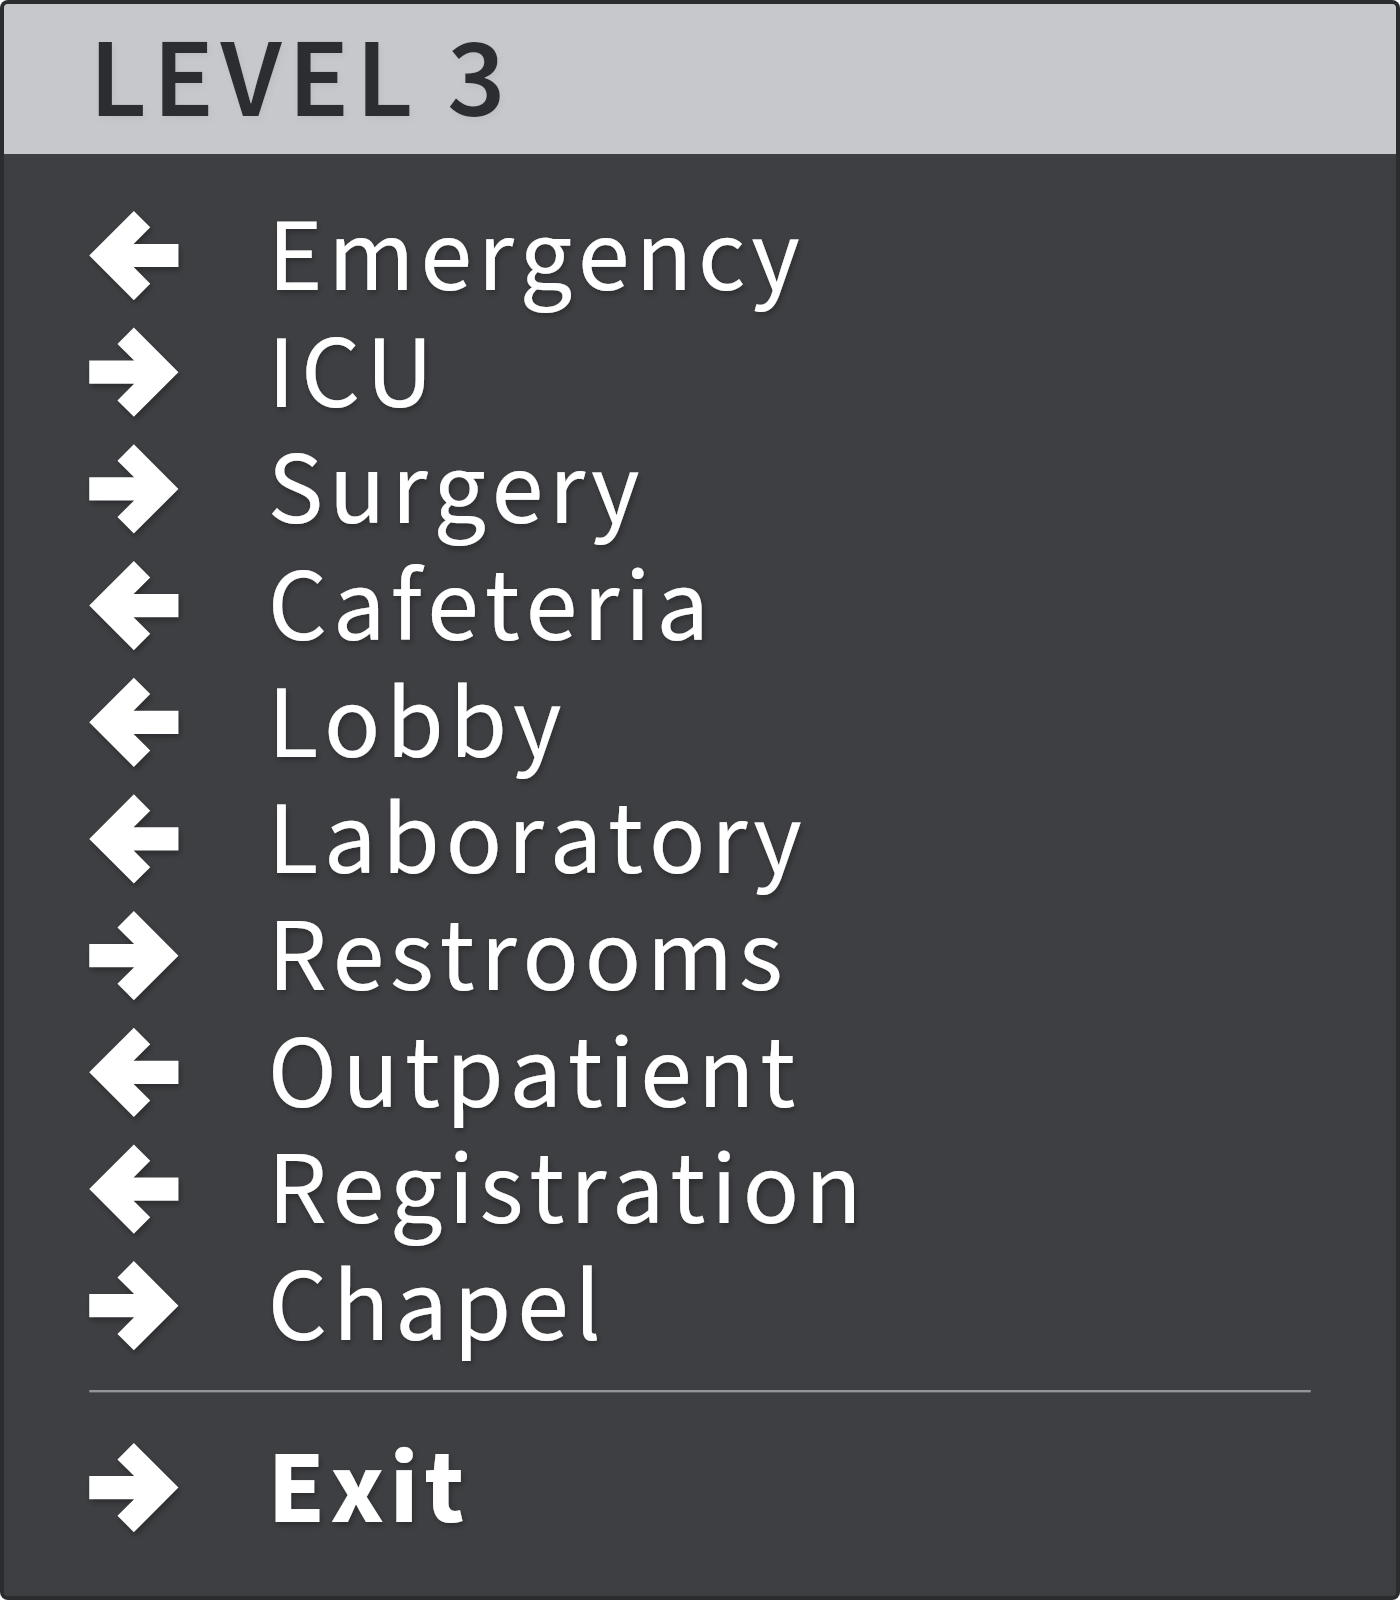 LEVEL 3
Emergency
ICU
Surgery
Cafeteria
Lobby
Laboratory
Restrooms
Outpatient
Registration
Chapel
Exit